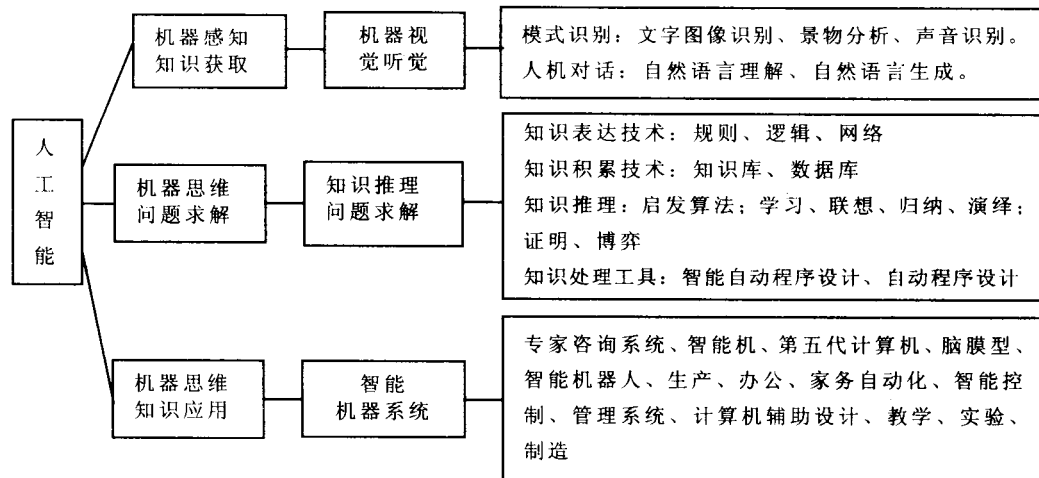 人工智能
机器感知
知识获取
机器视
觉听觉
模式识别：文字图像识别、景物分析、声音识别。
人机对话：自然语言理解、自然语言生成。
机器思维
问题求解
知识推理
问题求解
知识表达技术：规则、逻辑、网络
知识积累技术：知识库、数据库
知识推理：启发算法；学习、联想、归纳、演绎；
证明、博弈
知识处理工具：智能自动程序设计、自动程序设计
机器思维
知识应用
智能
机器系统
专家咨询系统、智能机、第五代计算机、脑膜型、
智能机器人、生产、办公、家务自动化、智能控
制、管理系统、计算机辅助设计、教学、实验、
制造